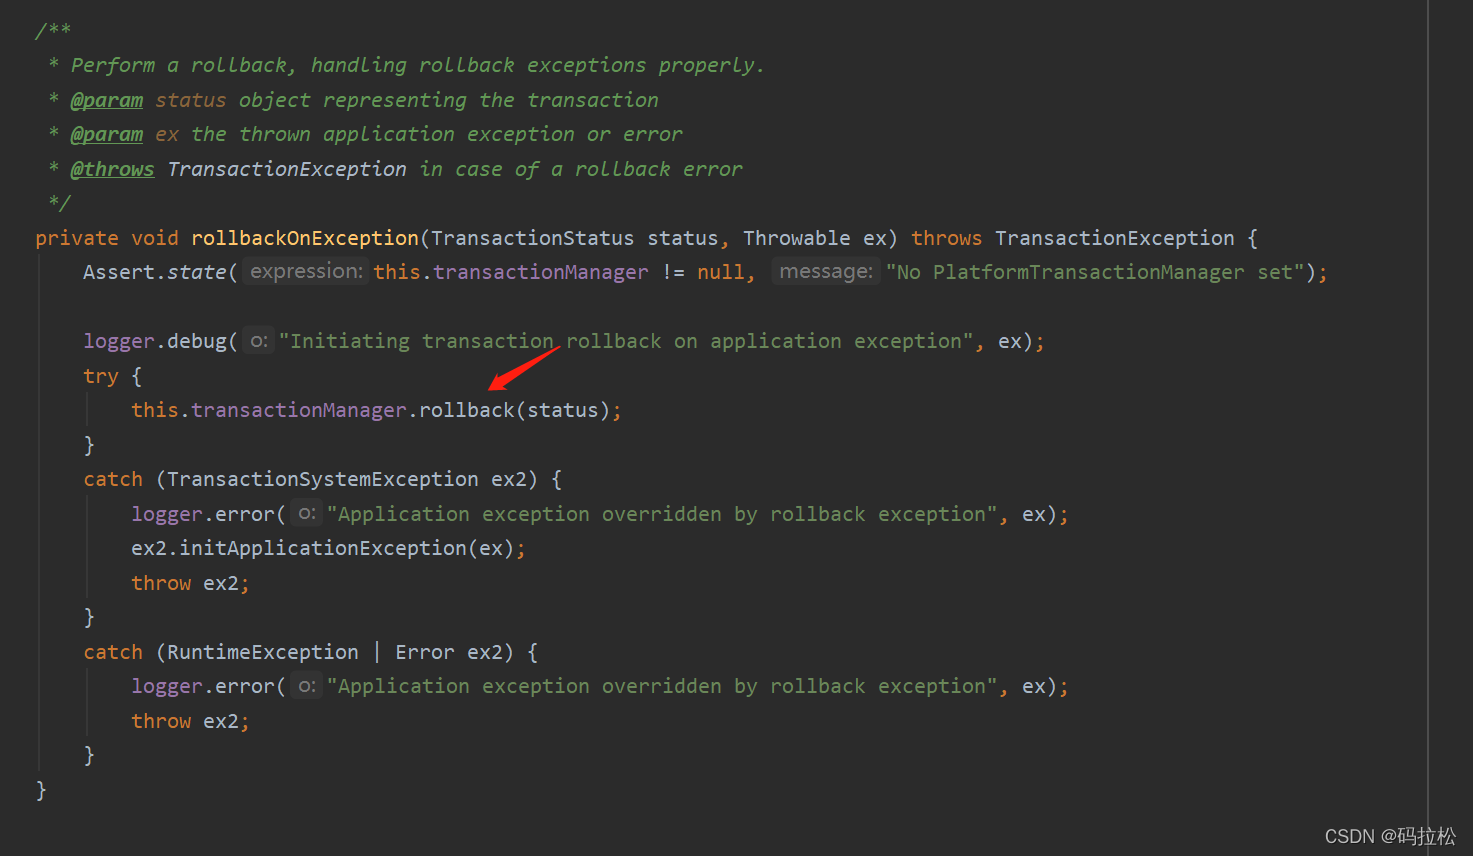 /**
 * Perform a rollback, handling rollback exceptions properly.
 * @param status object representing the transaction
 * @param ex the thrown application exception or error
 * @throws TransactionException in case of a rollback error
 */
private void rollbackOnException(TransactionStatus status, Throwable ex) throws TransactionException {
    Assert.state( expression: this.transactionManager != null, message: "No PlatformTransactionManager set");

    logger.debug( o: "Initiating transaction rollback on application exception", ex);
    try {
        this.transactionManager.rollback(status);
    }
    catch (TransactionSystemException ex2) {
        logger.error( o: "Application exception overridden by rollback exception", ex);
        ex2.initApplicationException(ex);
        throw ex2;
    }
    catch (RuntimeException | Error ex2) {
        logger.error( o: "Application exception overridden by rollback exception", ex);
        throw ex2;
    }
}
CSDN @码拉松